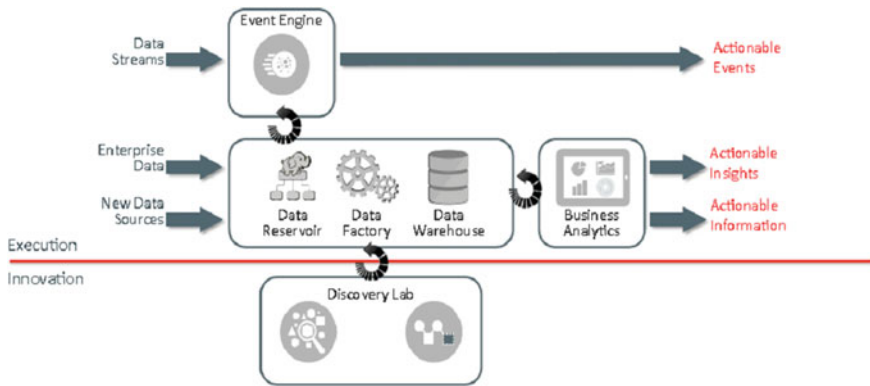 Event Engine
Data
Streams
Actionable
Events
Enterprise
Data
New Data
Sources
Data
Reservoir
Data
Factory
Data
Warehouse
Business
Analytics
Actionable
Insights
Actionable
Information
Execution
Innovation
Discovery Lab